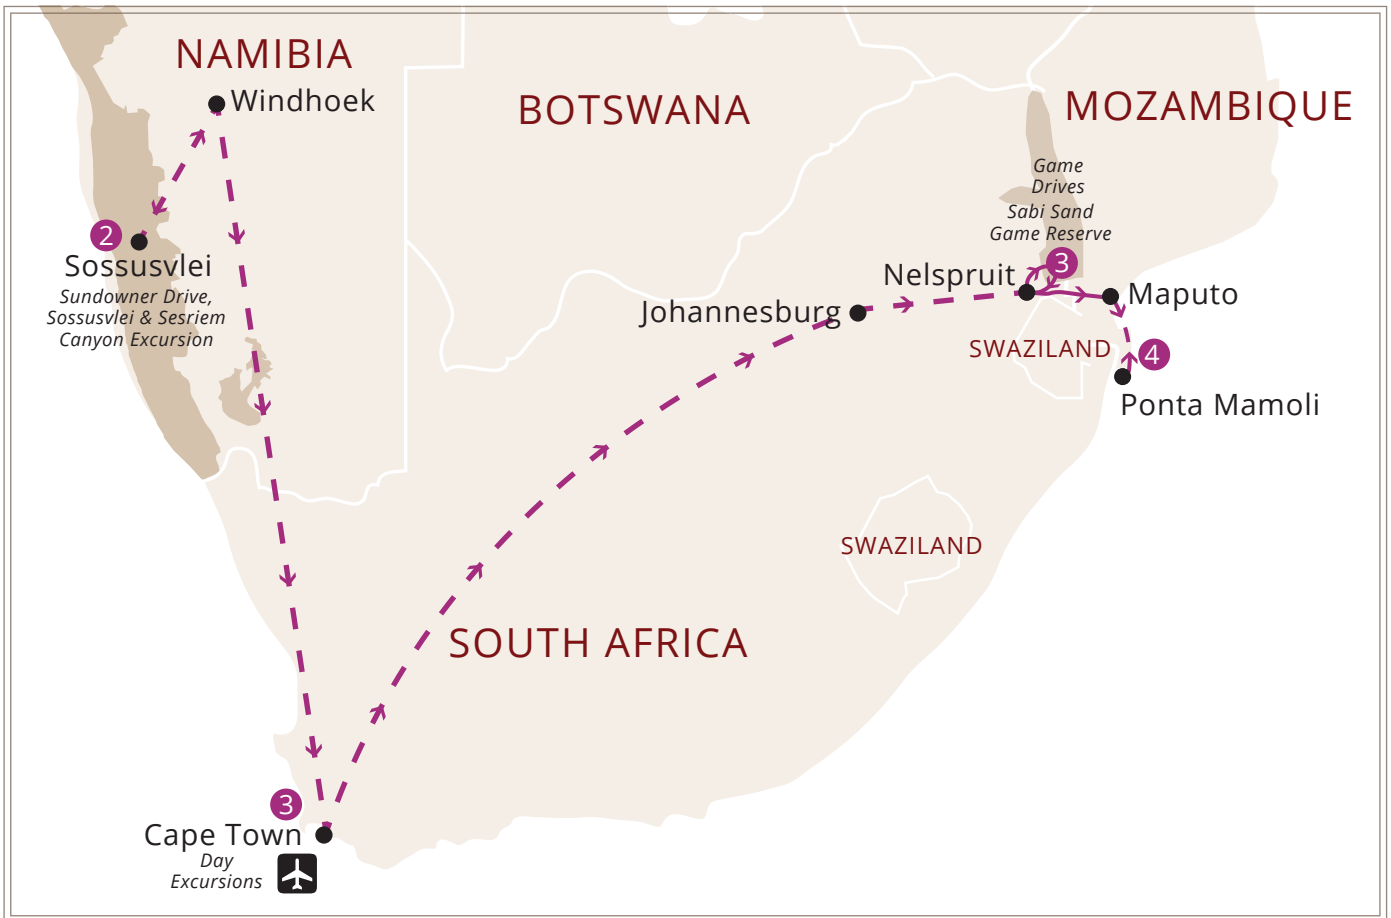 NAMIBIA
Windhoek
BOTSWANA
MOZAMBIQUE
Game
Drives
Sabi Sand
Game Reserve
2
Sossusvlei
Sundowner Drive,
Sossusvlei & Sesriem
Canyon Excursion
3
Nelspruit
Maputo
Johannesburg
SWAZILAND
4
Ponta Mamoli
SWAZILAND
SOUTH AFRICA
3
Cape Town
Day
Excursions